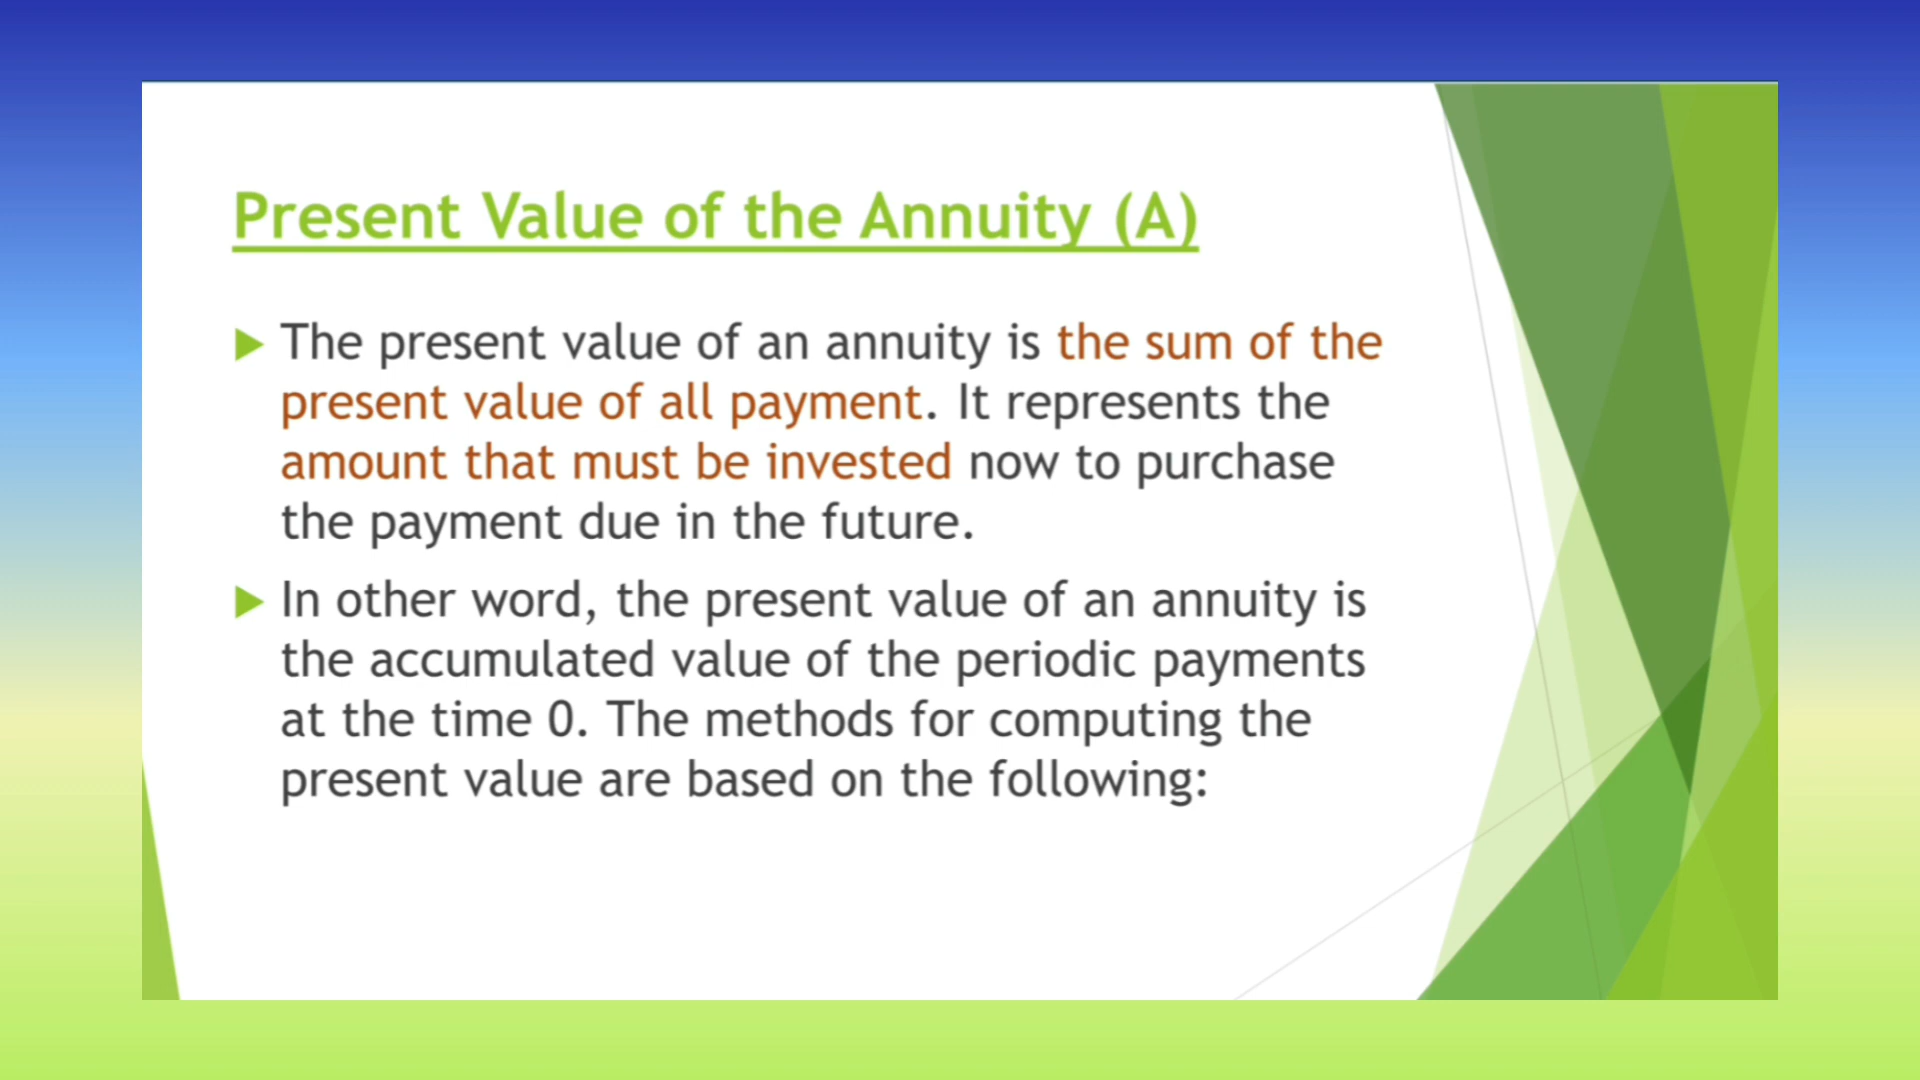 Present Value of the Annuity (A)
The present value of an annuity is the sum of the
present value of all payment. It represents the
amount that must be invested now to purchase
the payment due in the future.
In other word, the present value of an annuity is
the accumulated value of the periodic payments
at the time 0. The methods for computing the
present value are based on the following: